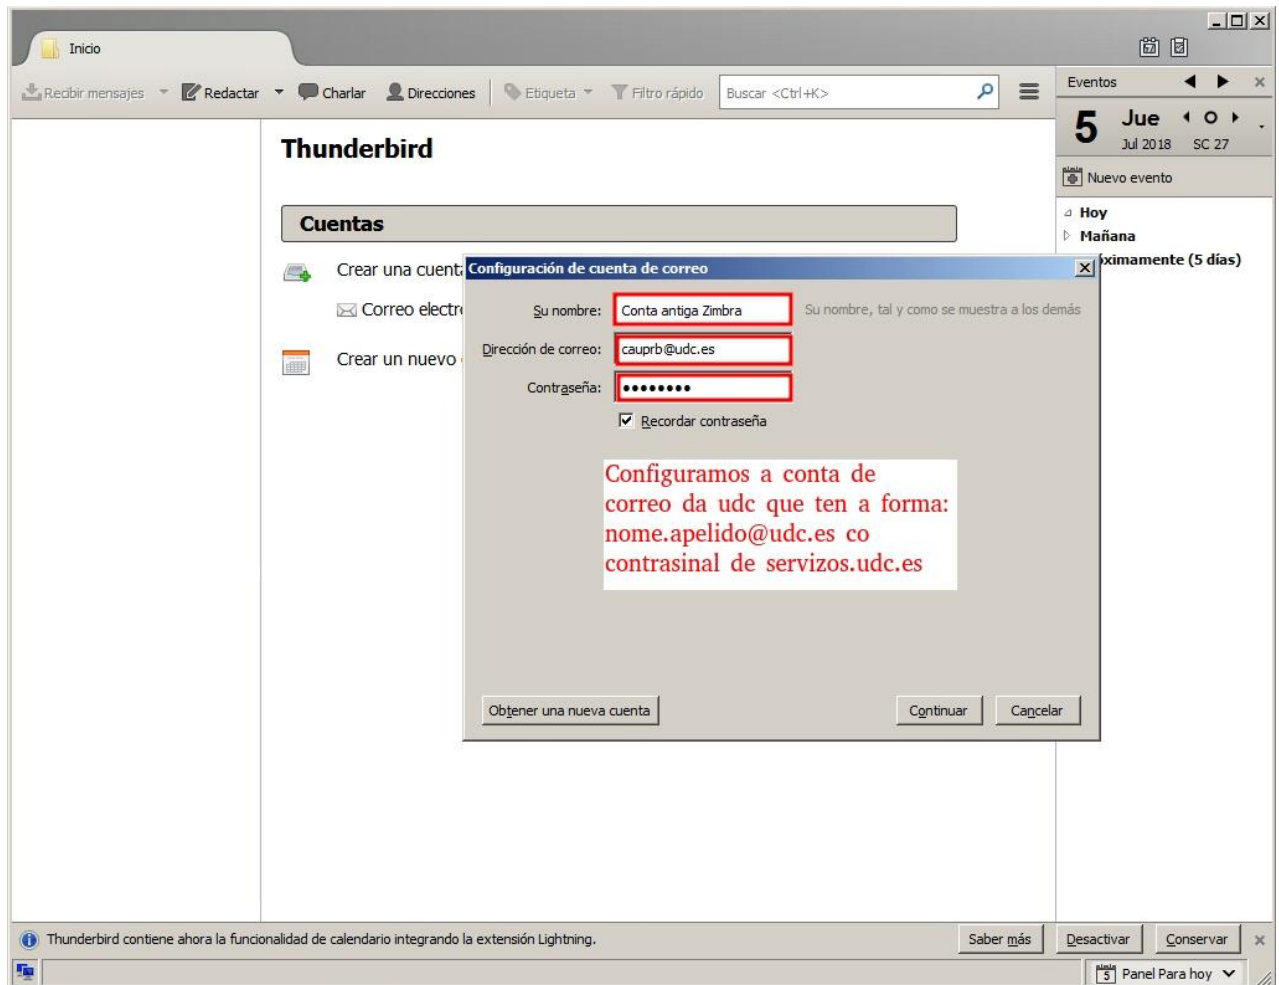 Inicio
Recibir mensajes
Redactar
Charlar
Direcciones
Etiqueta
Filtro rápido
Buscar <Ctrl+K>
Eventos
5
Jue
Jul 2018 SC 27
Nuevo evento
Hoy
Mañana
óximamente (5 días)
Thunderbird
Cuentas
Crear una cuenta
Correo electró
Crear un nuevo
Configuración de cuenta de correo
Su nombre: Conta antiga Zimbra Su nombre, tal y como se muestra a los demás
Dirección de correo: cauprb@udc.es
Contraseña: ••••••••
Recordar contraseña
Configuramos a conta de
correo da udc que ten a forma:
nome.apelido@udc.es co
contrasinal de servizos.udc.es
Obtener una nueva cuenta
Continuar
Cancelar
Thunderbird contiene ahora la funcionalidad de calendario integrando la extensión Lightning.
Saber más
Desactivar
Conservar
5 Panel Para hoy